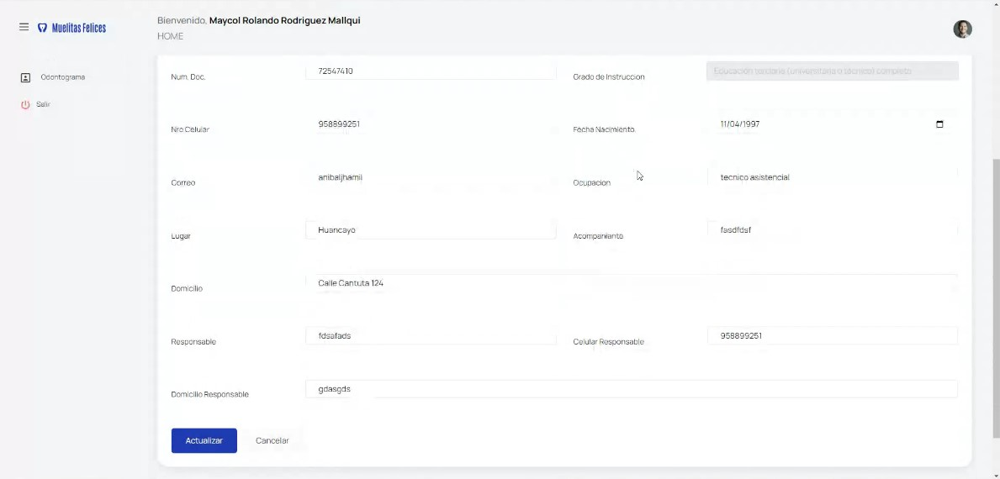 Muelitas Felices
Bienvenido, Maycol Rolando Rodriguez Mallqui
HOME
Odontograma
Salir
Num. Doc. 72547410 Grado de Instruccion Educación terciaria (universitaria o técnico) completo
Nro Celular 958899251 Fecha Nacimiento. 11/04/1997
Correo anibaljhamil Ocupacion tecnico asistencial
Lugar Huancayo Acompaniante fasdfdsf
Domicilio Calle Cantuta 124
Responsable fdsafads Celular Responsable 958899251
Domicilio Responsable gdasgds
Actualizar Cancelar